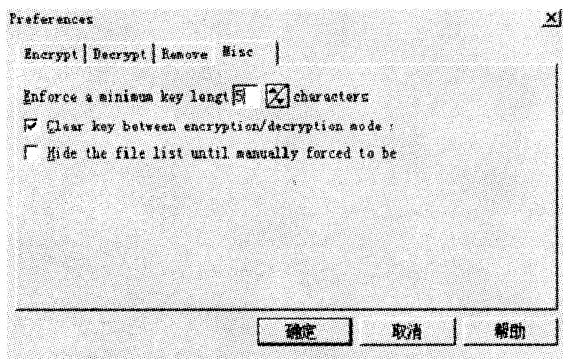 Preferences
Encrypt Decrypt Remove Misc
Enforce a minimum key lengt 5 characters
Clear key between encryption/decryption mode :
Hide the file list until manually forced to be
确定 取消 帮助